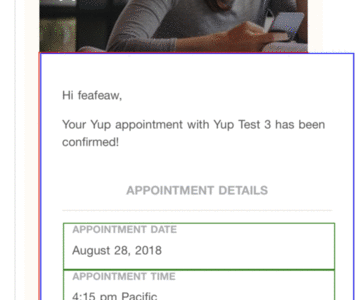 Hi feafeaw,
Your Yup appointment with Yup Test 3 has been
confirmed!
APPOINTMENT DETAILS
APPOINTMENT DATE
August 28, 2018
APPOINTMENT TIME
4:15 pm Pacific